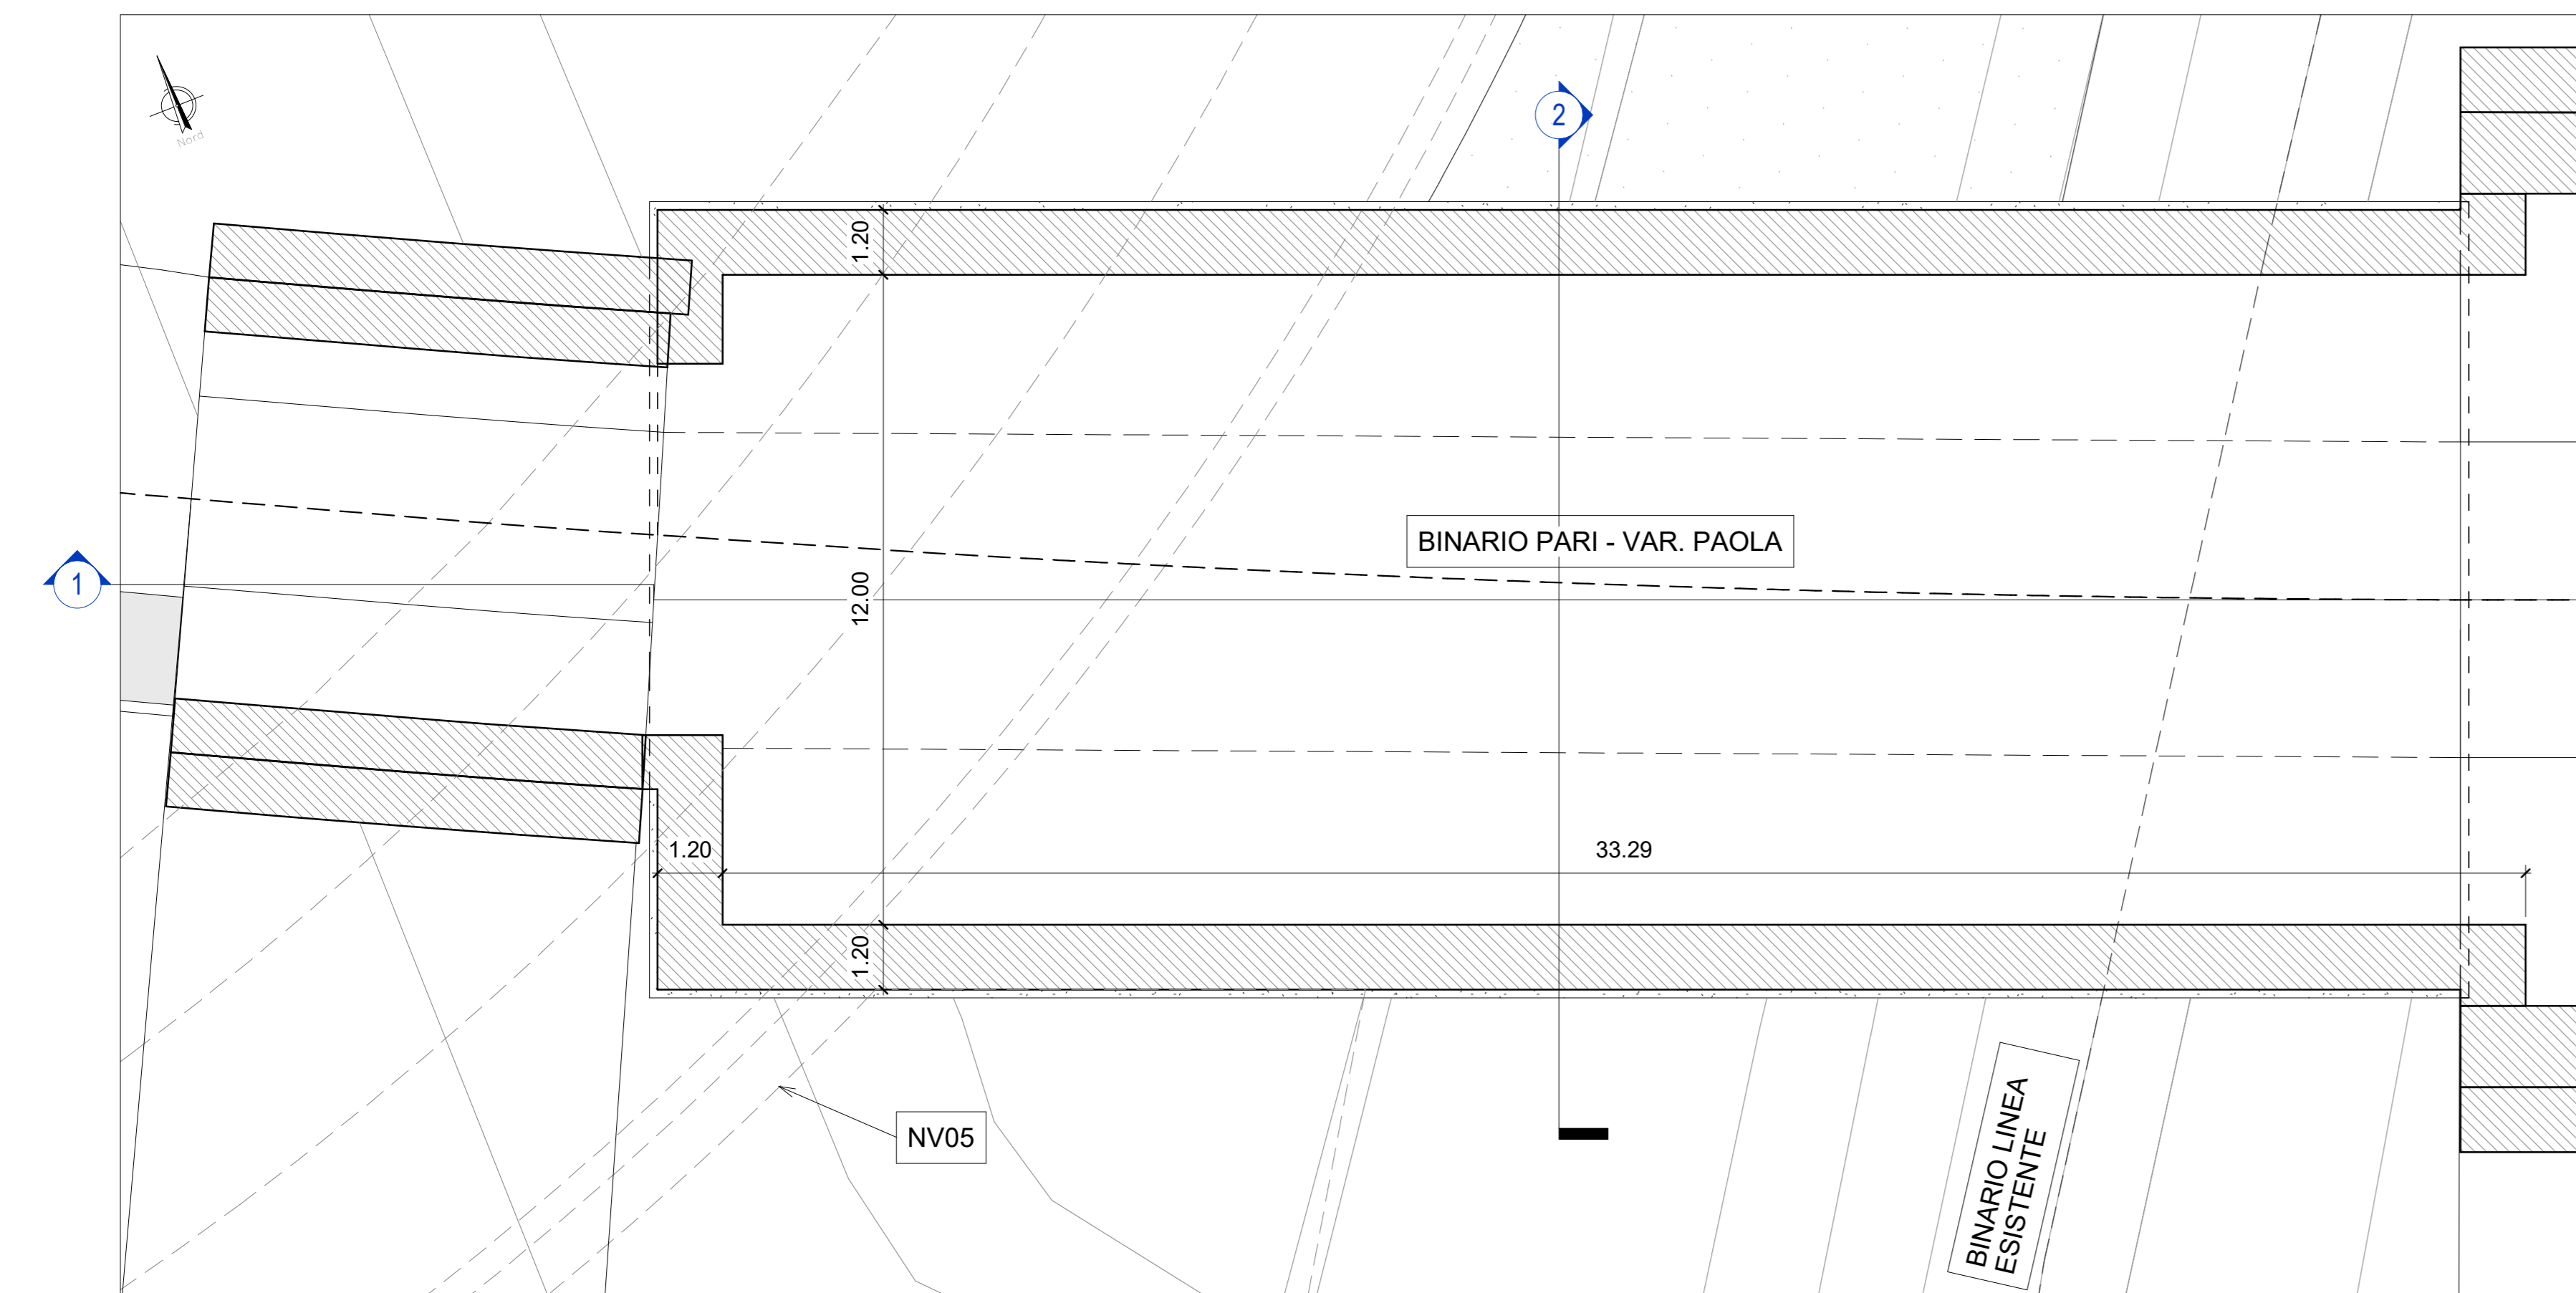 Nord
2
1.20
BINARIO PARI - VAR. PAOLA
1
12.00
1.20
33.29
1.20
NV05
BINARIO LINEA
ESISTENTE